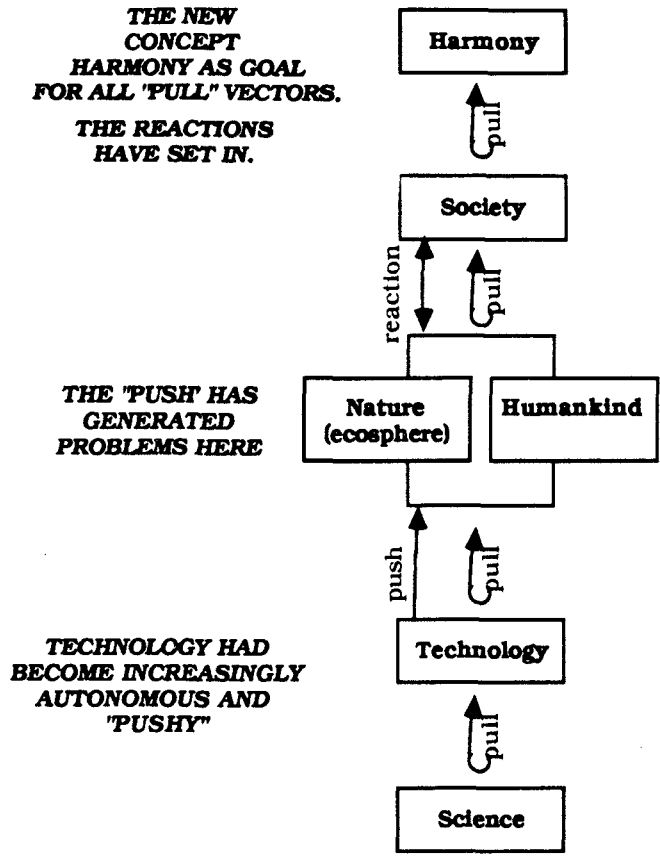 THE NEW
CONCEPT
HARMONY AS GOAL
FOR ALL "PULL" VECTORS.
THE REACTIONS
HAVE SET IN.
Harmony
pull
Society
reaction
pull
THE "PUSH' HAS
GENERATED
PROBLEMS HERE
Nature
(ecosphere)
Humankind
push
pull
TECHNOLOGY HAD
BECOME INCREASINGLY
AUTONOMOUS AND
"PUSHY"
Technology
pull
Science